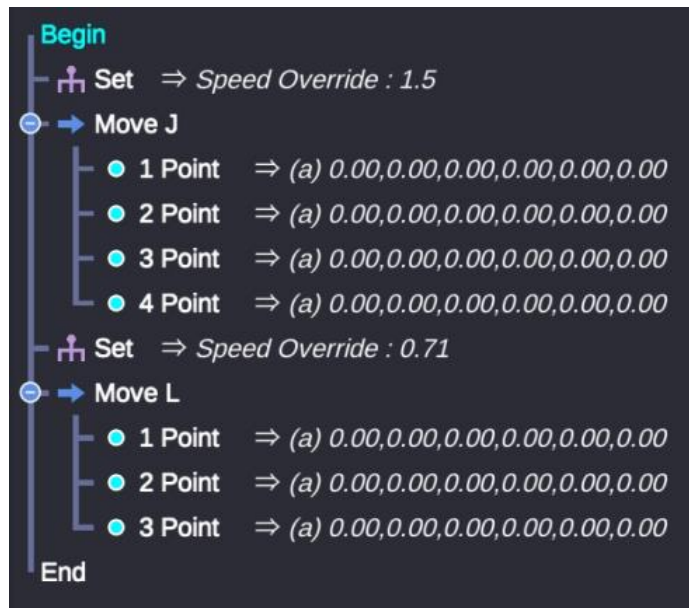 Begin
Set ⇒ Speed Override : 1.5
Move J
1 Point ⇒ (a) 0.00,0.00,0.00,0.00,0.00,0.00
2 Point ⇒ (a) 0.00,0.00,0.00,0.00,0.00,0.00
3 Point ⇒ (a) 0.00,0.00,0.00,0.00,0.00,0.00
4 Point ⇒ (a) 0.00,0.00,0.00,0.00,0.00,0.00
Set ⇒ Speed Override : 0.71
Move L
1 Point ⇒ (a) 0.00,0.00,0.00,0.00,0.00,0.00
2 Point ⇒ (a) 0.00,0.00,0.00,0.00,0.00,0.00
3 Point ⇒ (a) 0.00,0.00,0.00,0.00,0.00,0.00
End